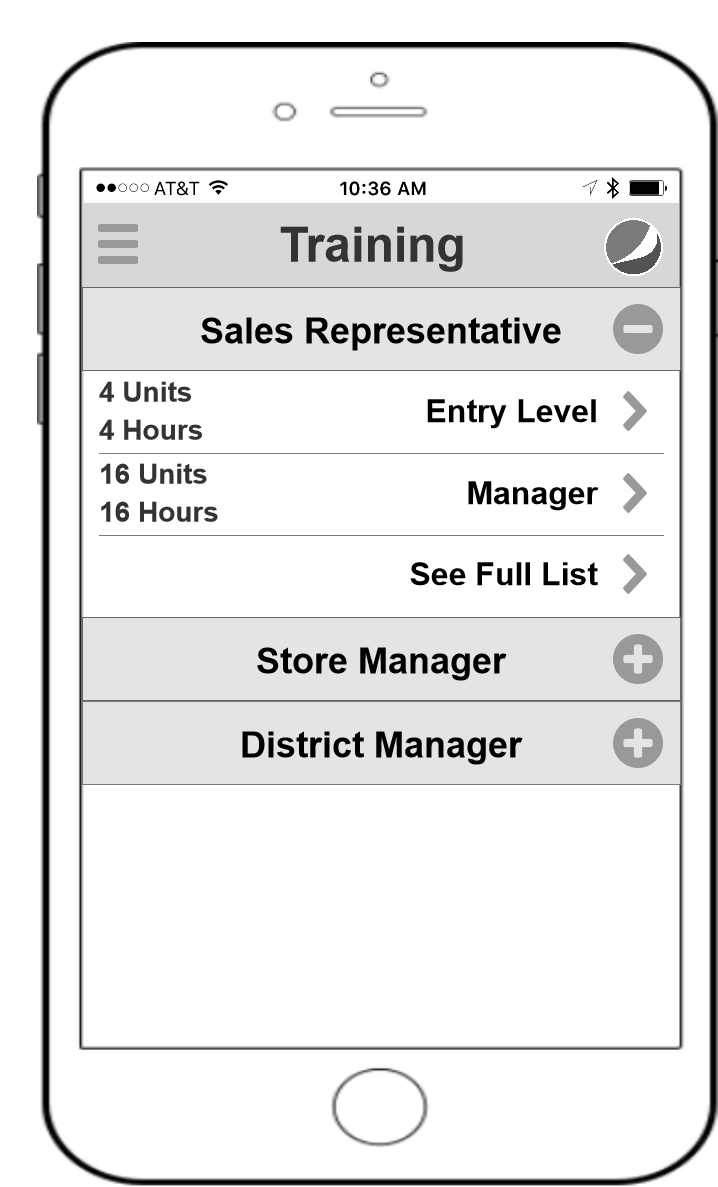 AT&T 10:36 AM
Training
Sales Representative
4 Units
4 Hours
Entry Level
16 Units
16 Hours
Manager
See Full List
Store Manager
District Manager